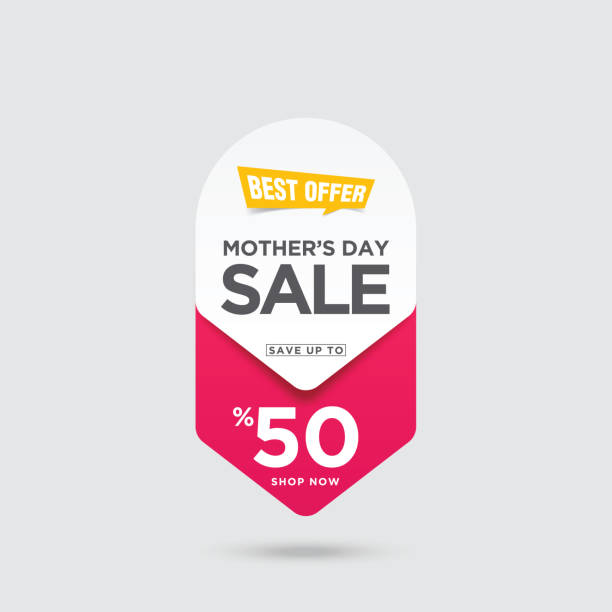 BEST OFFER
MOTHER'S DAY
SALE
SAVE UP TO
%50
SHOP NOW